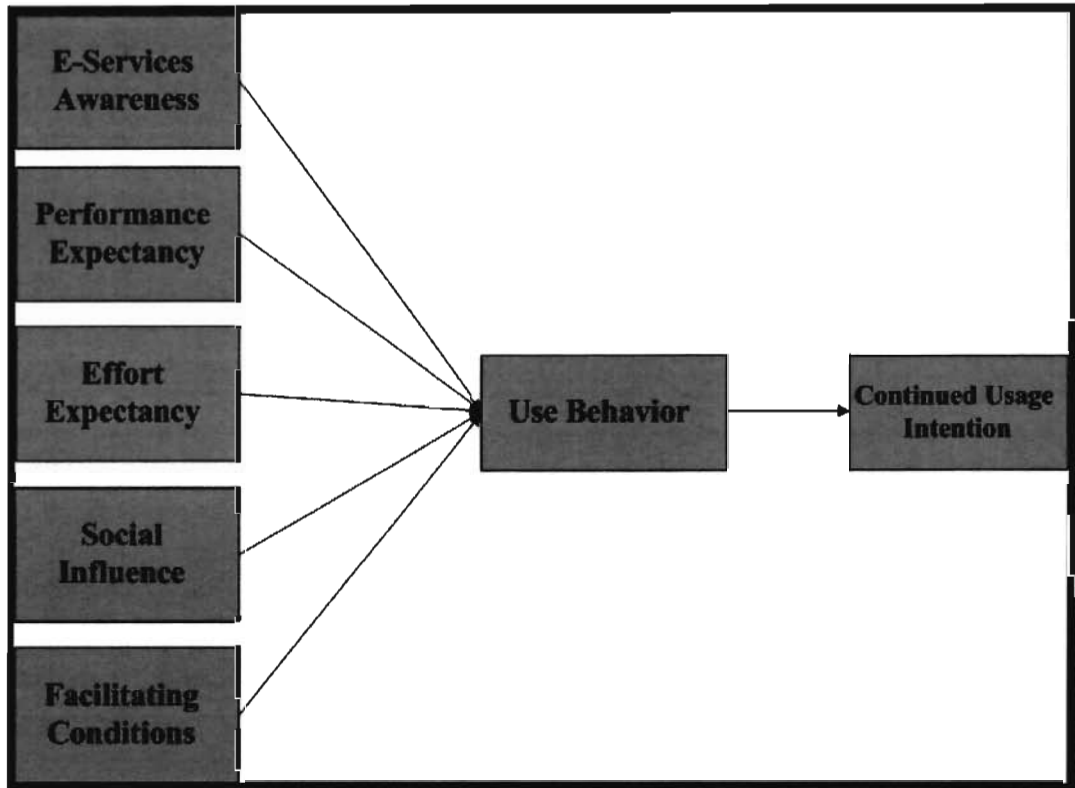 E-Services
Awareness
Performance
Expectancy
Effort
Expectancy
Social
Influence
Facilitating
Conditions
Use Behavior
Continued Usage
Intention